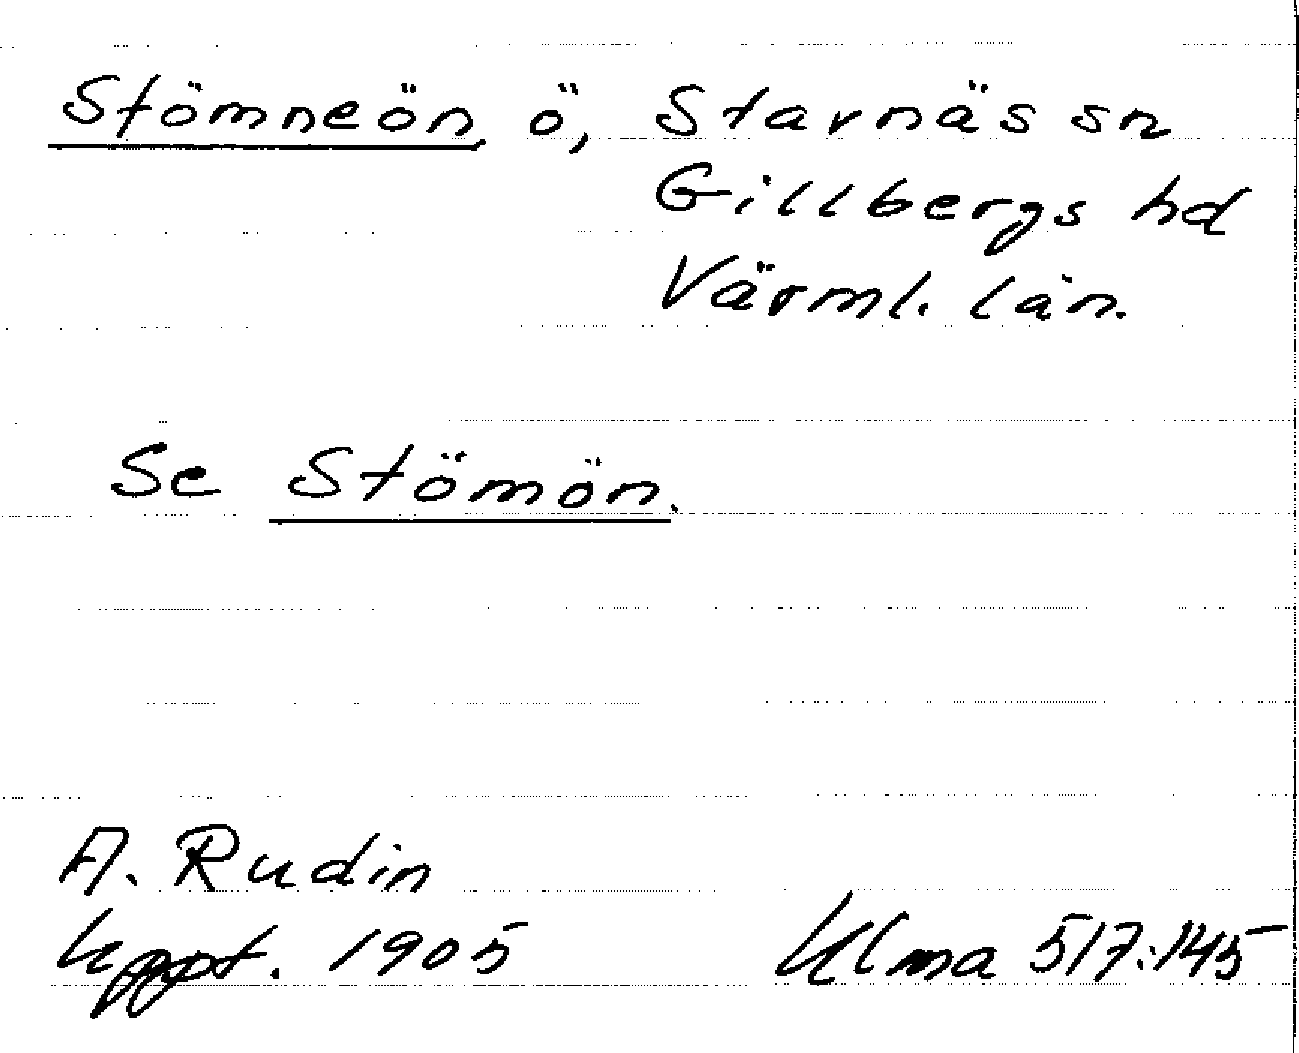 Stömneön, ö, Stavnäs sn
Gillbergs hd
Värml. län.
Se Stömön.
A. Rudin
Uppt. 1905
Ulma 517:145